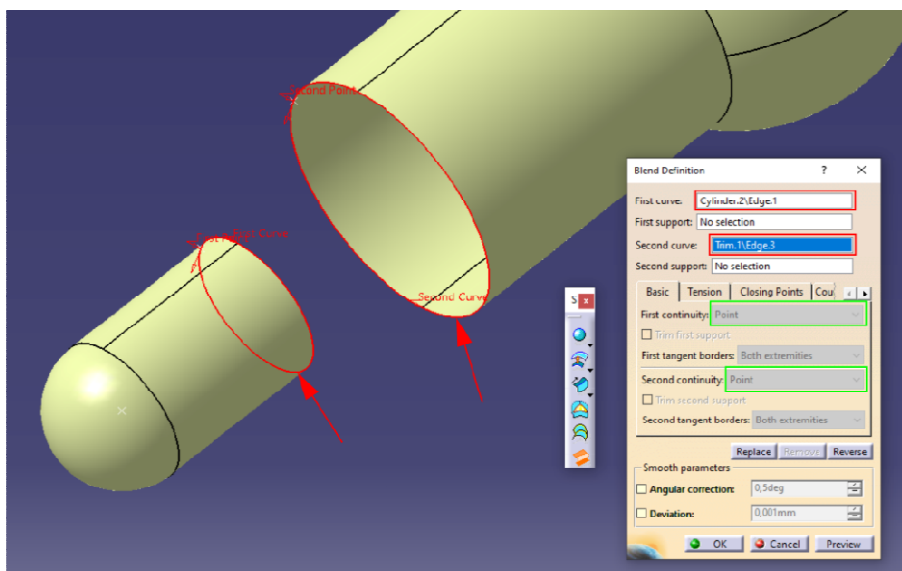 Second Point
Second Curve
S x
Blend Definition ? ×
First curve: Cylinder.2\Edge.1
First support: No selection
Second curve: Trim.1\Edge.3
Second support: No selection
Basic Tension Closing Points Cou
First continuity: Point
Trim first support
First tangent borders: Both extremities
Second continuity: Point
Trim second support
Second tangent borders: Both extremities
Replace Remove Reverse
Smooth parameters
Angular correction: 0,5deg
Deviation: 0,001mm
OK Cancel Preview